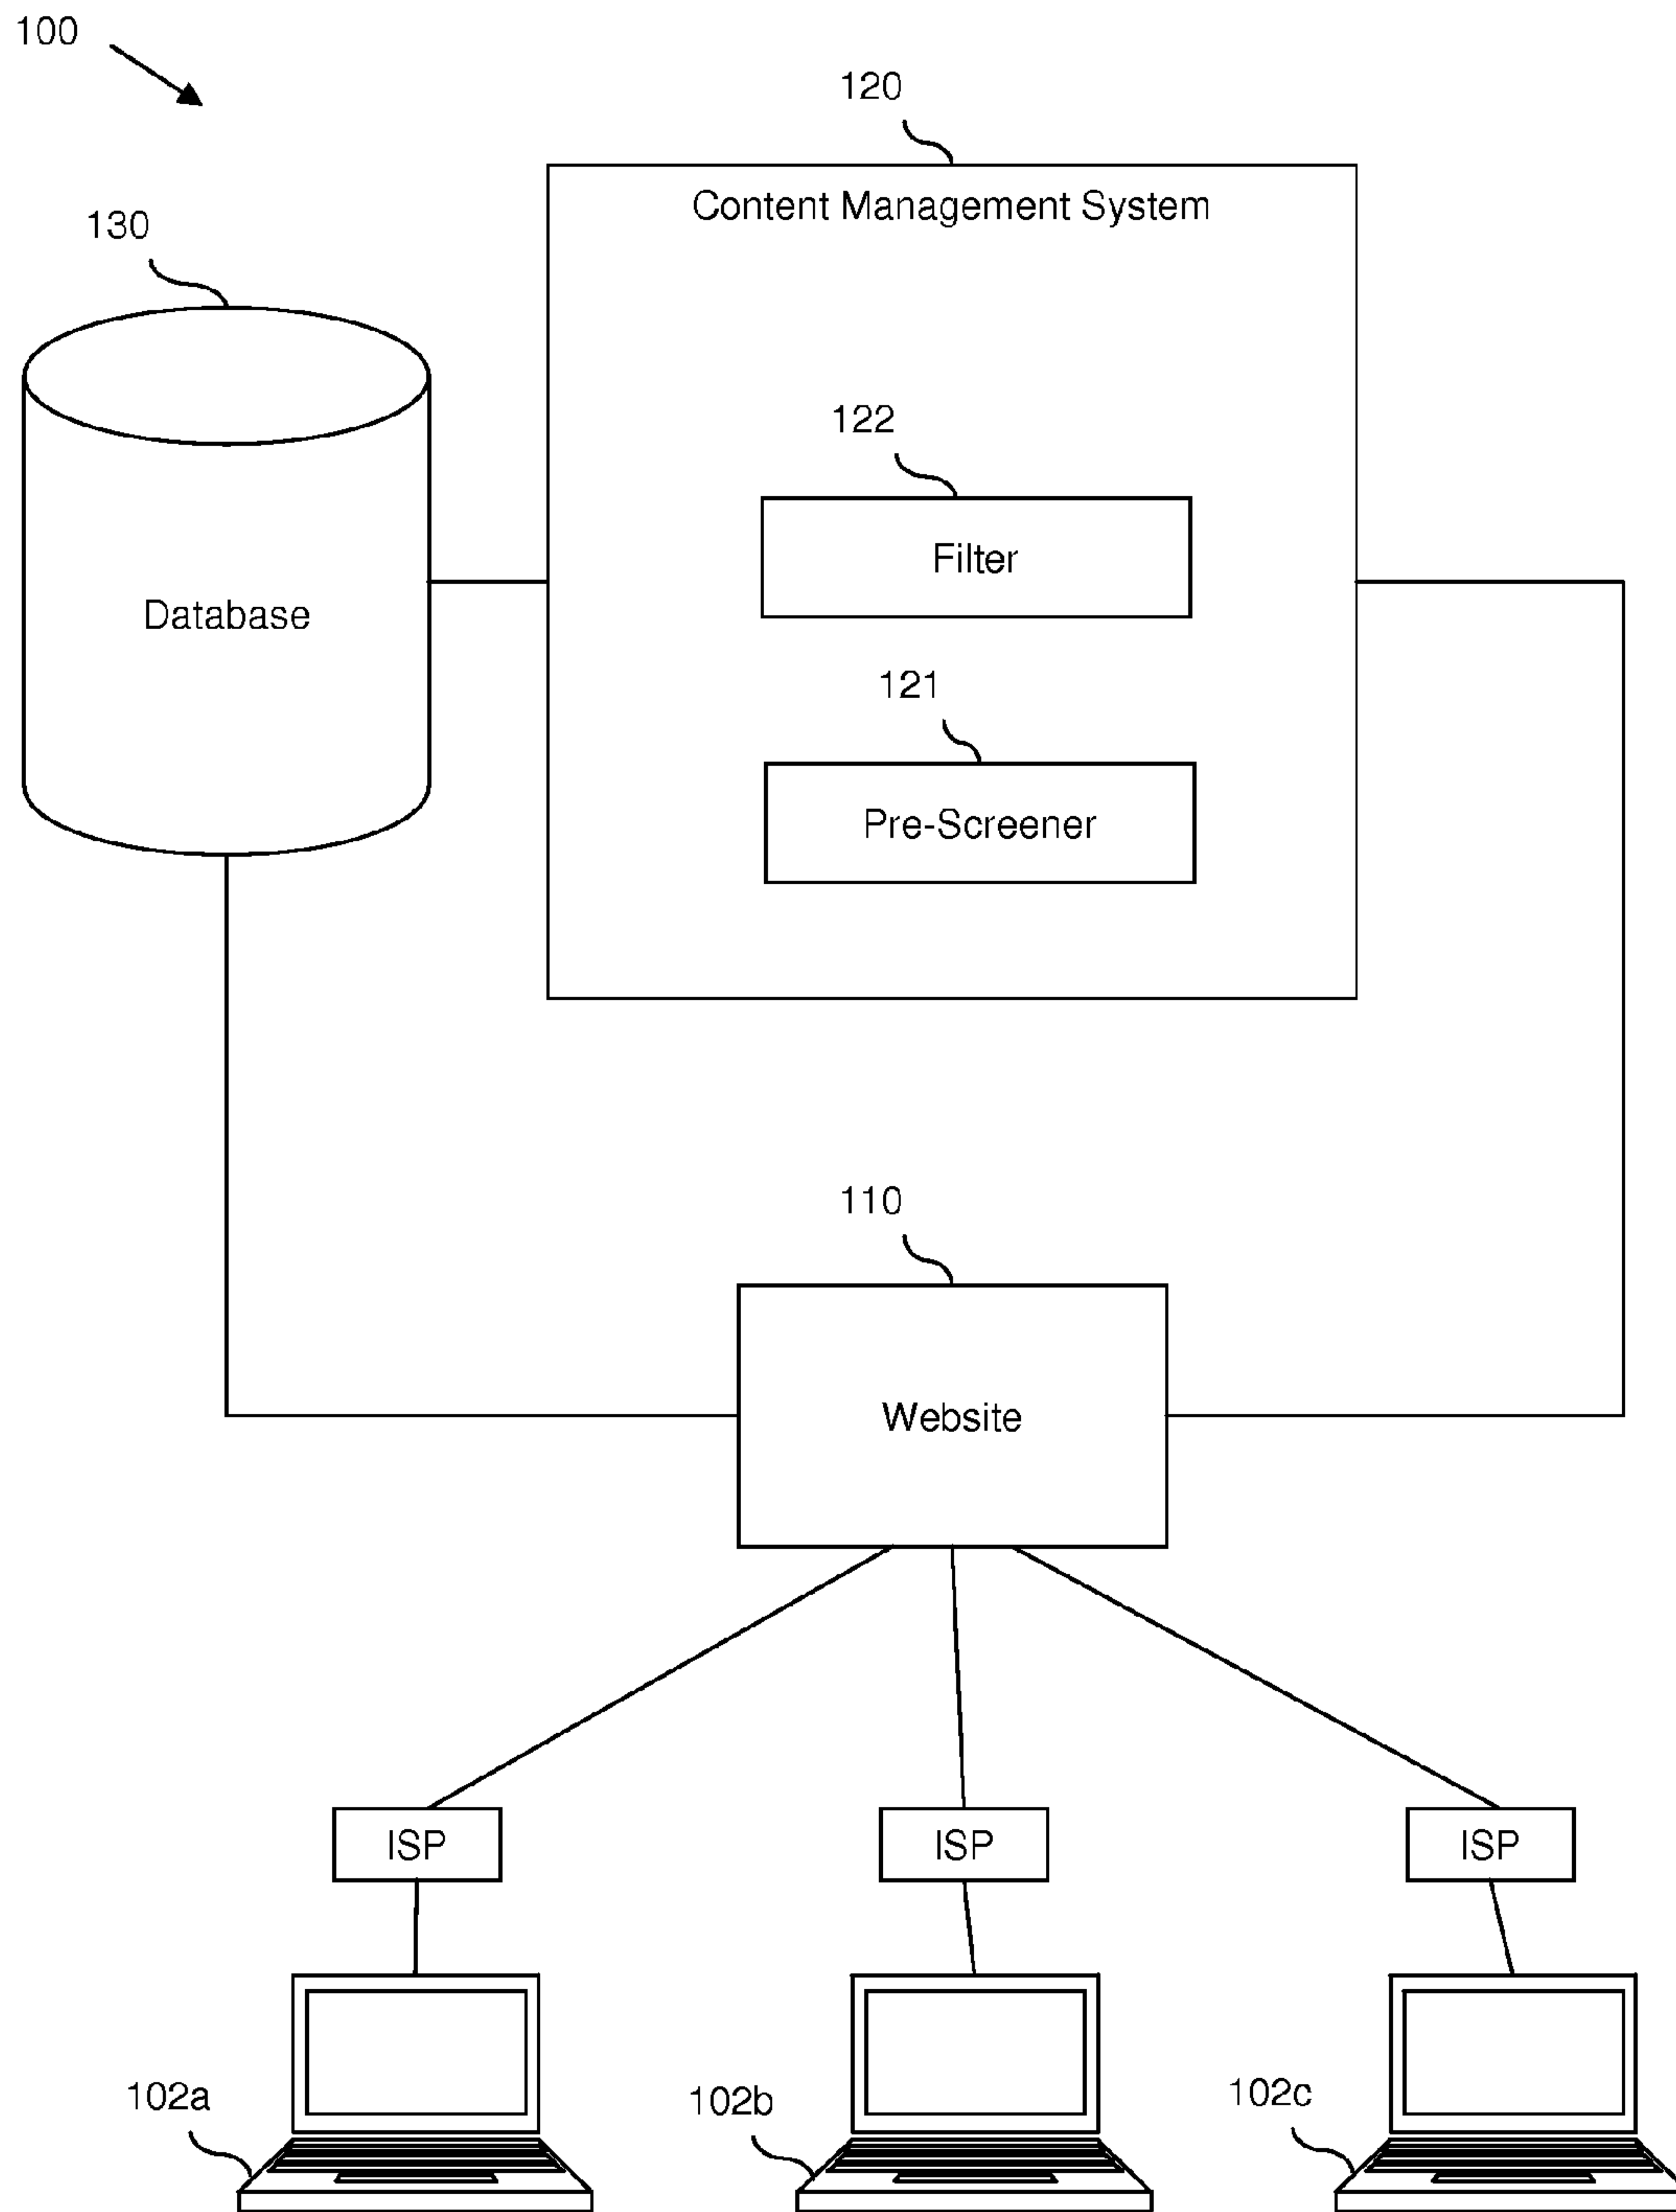 100
120
Content Management System
130
122
Filter
Database
121
Pre-Screener
110
Website
ISP
ISP
ISP
102a
102b
102c